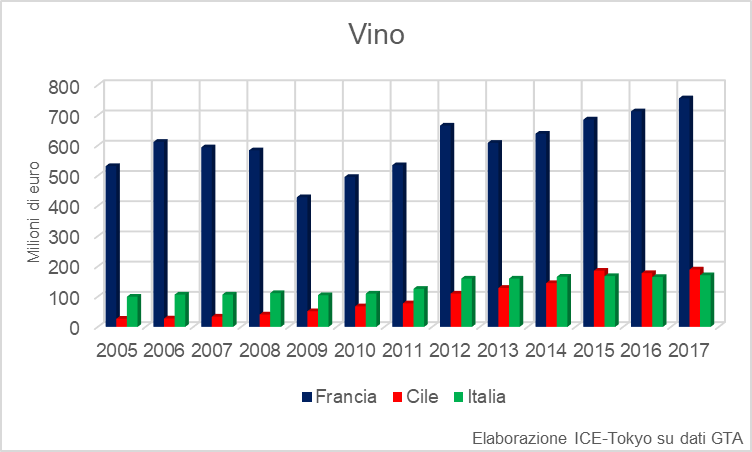 Vino
800
700
600
500
400
300
200
100
0
Milioni di euro
2005 2006 2007 2008 2009 2010 2011 2012 2013 2014 2015 2016 2017
Francia Cile Italia
Elaborazione ICE-Tokyo su dati GTA